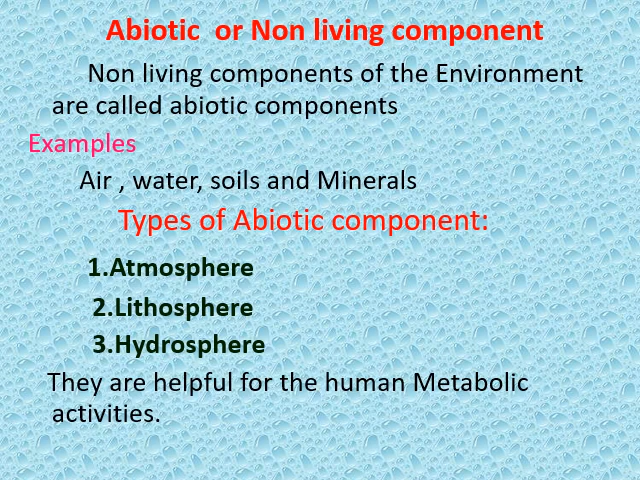 Abiotic  or Non living component
Non living components of the Environment
are called abiotic components
Examples
Air , water, soils and Minerals
Types of Abiotic component:
1.Atmosphere
2.Lithosphere
3.Hydrosphere
They are helpful for the human Metabolic
activities.